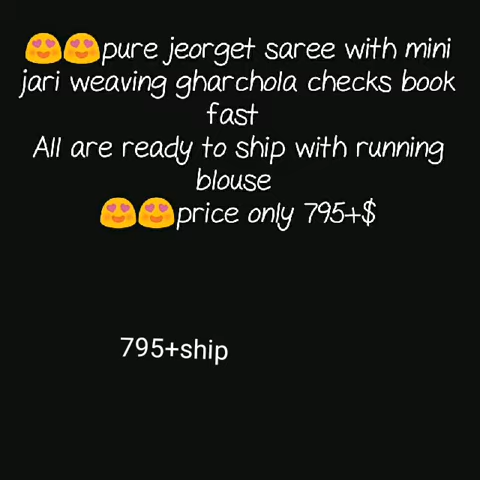 😍😍pure jeorget saree with mini
jari weaving gharchola checks book
fast
All are ready to ship with running
blouse
😍😍price only 795+$
795+ship